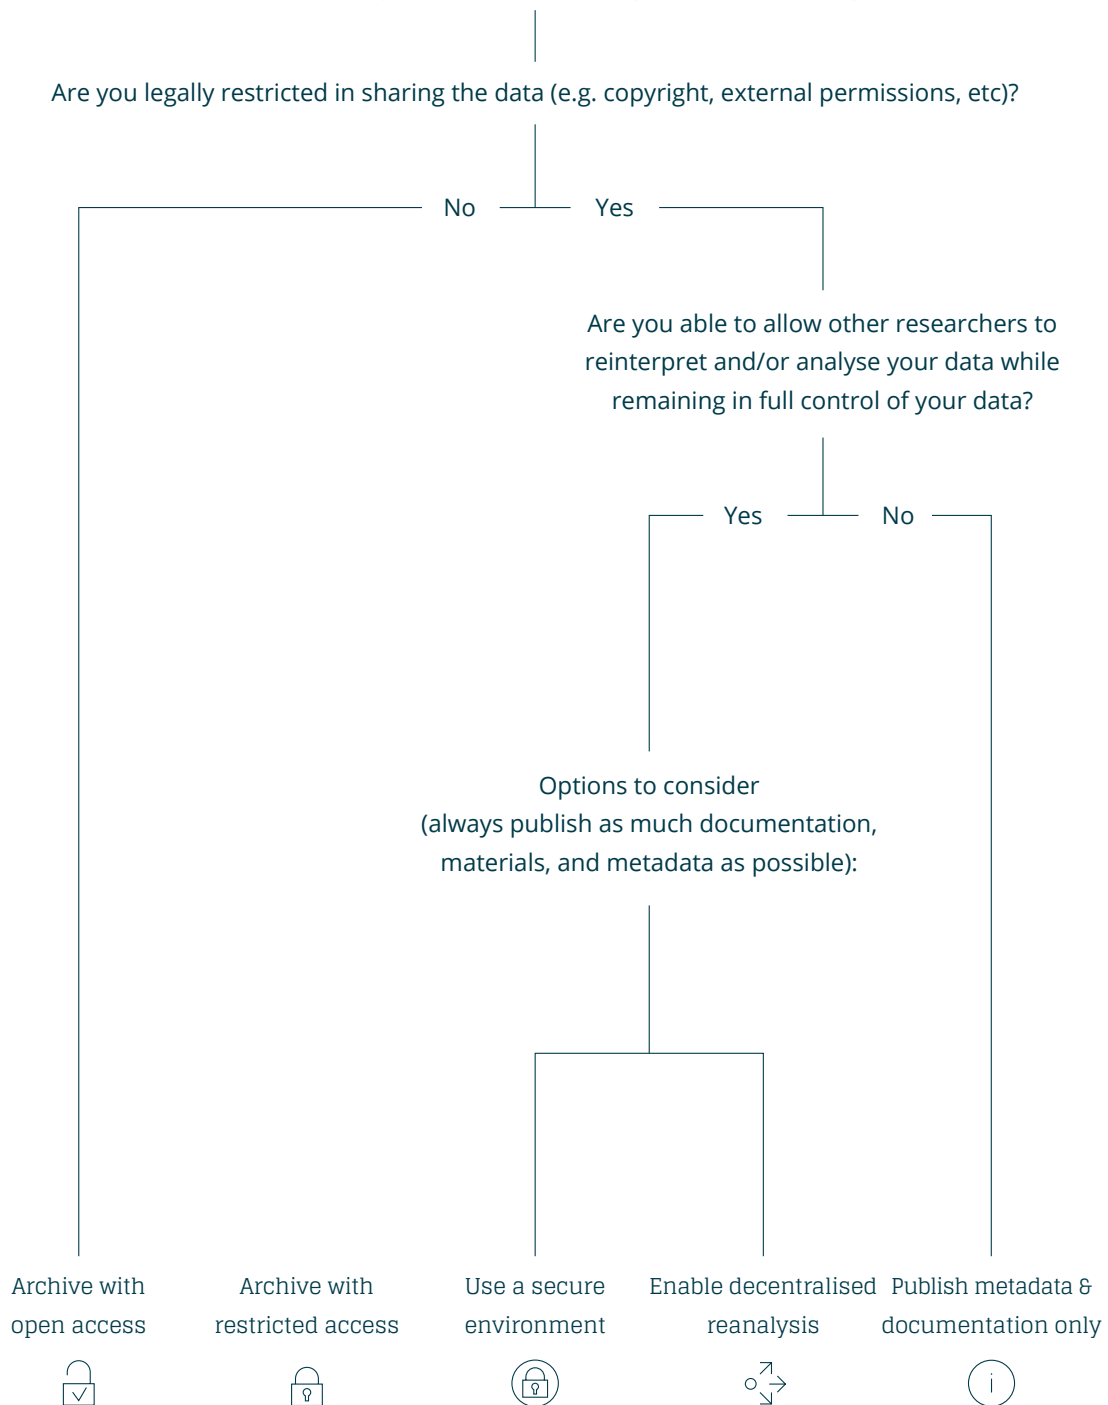 Are you legally restricted in sharing the data (e.g. copyright, external permissions, etc)?
No
Yes
Are you able to allow other researchers to
reinterpret and/or analyse your data while
remaining in full control of your data?
Yes
No
Options to consider
(always publish as much documentation,
materials, and metadata as possible):
Archive with
open access
Archive with
restricted access
Use a secure
environment
Enable decentralised
reanalysis
Publish metadata &
documentation only
i